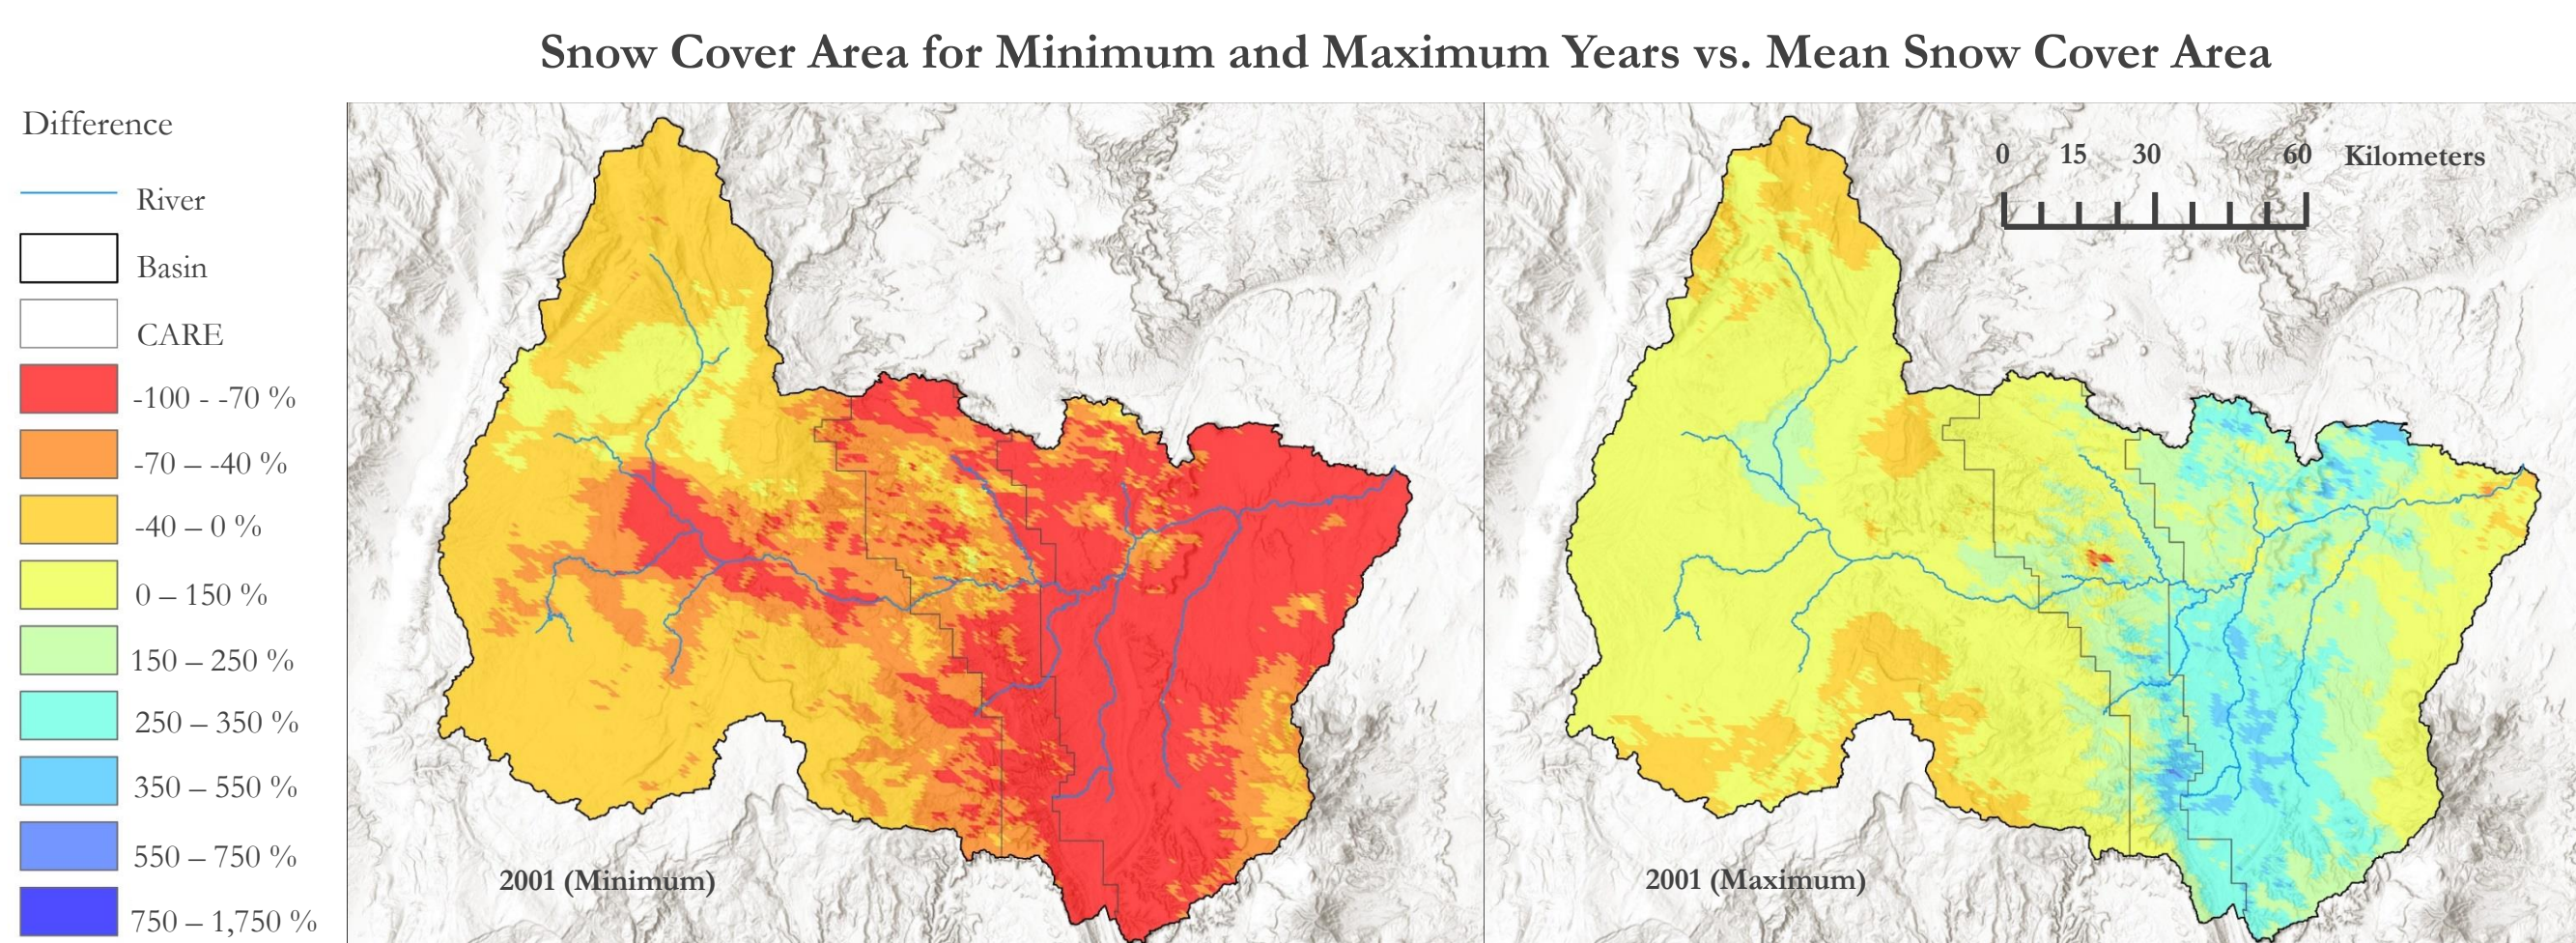 Snow Cover Area for Minimum and Maximum Years vs. Mean Snow Cover Area
Difference
River
Basin
CARE
-100 - -70 %
-70 – -40 %
-40 – 0 %
0 – 150 %
150 – 250 %
250 – 350 %
350 – 550 %
550 – 750 %
750 – 1,750 %
2001 (Minimum)
0 15 30 60 Kilometers
2001 (Maximum)